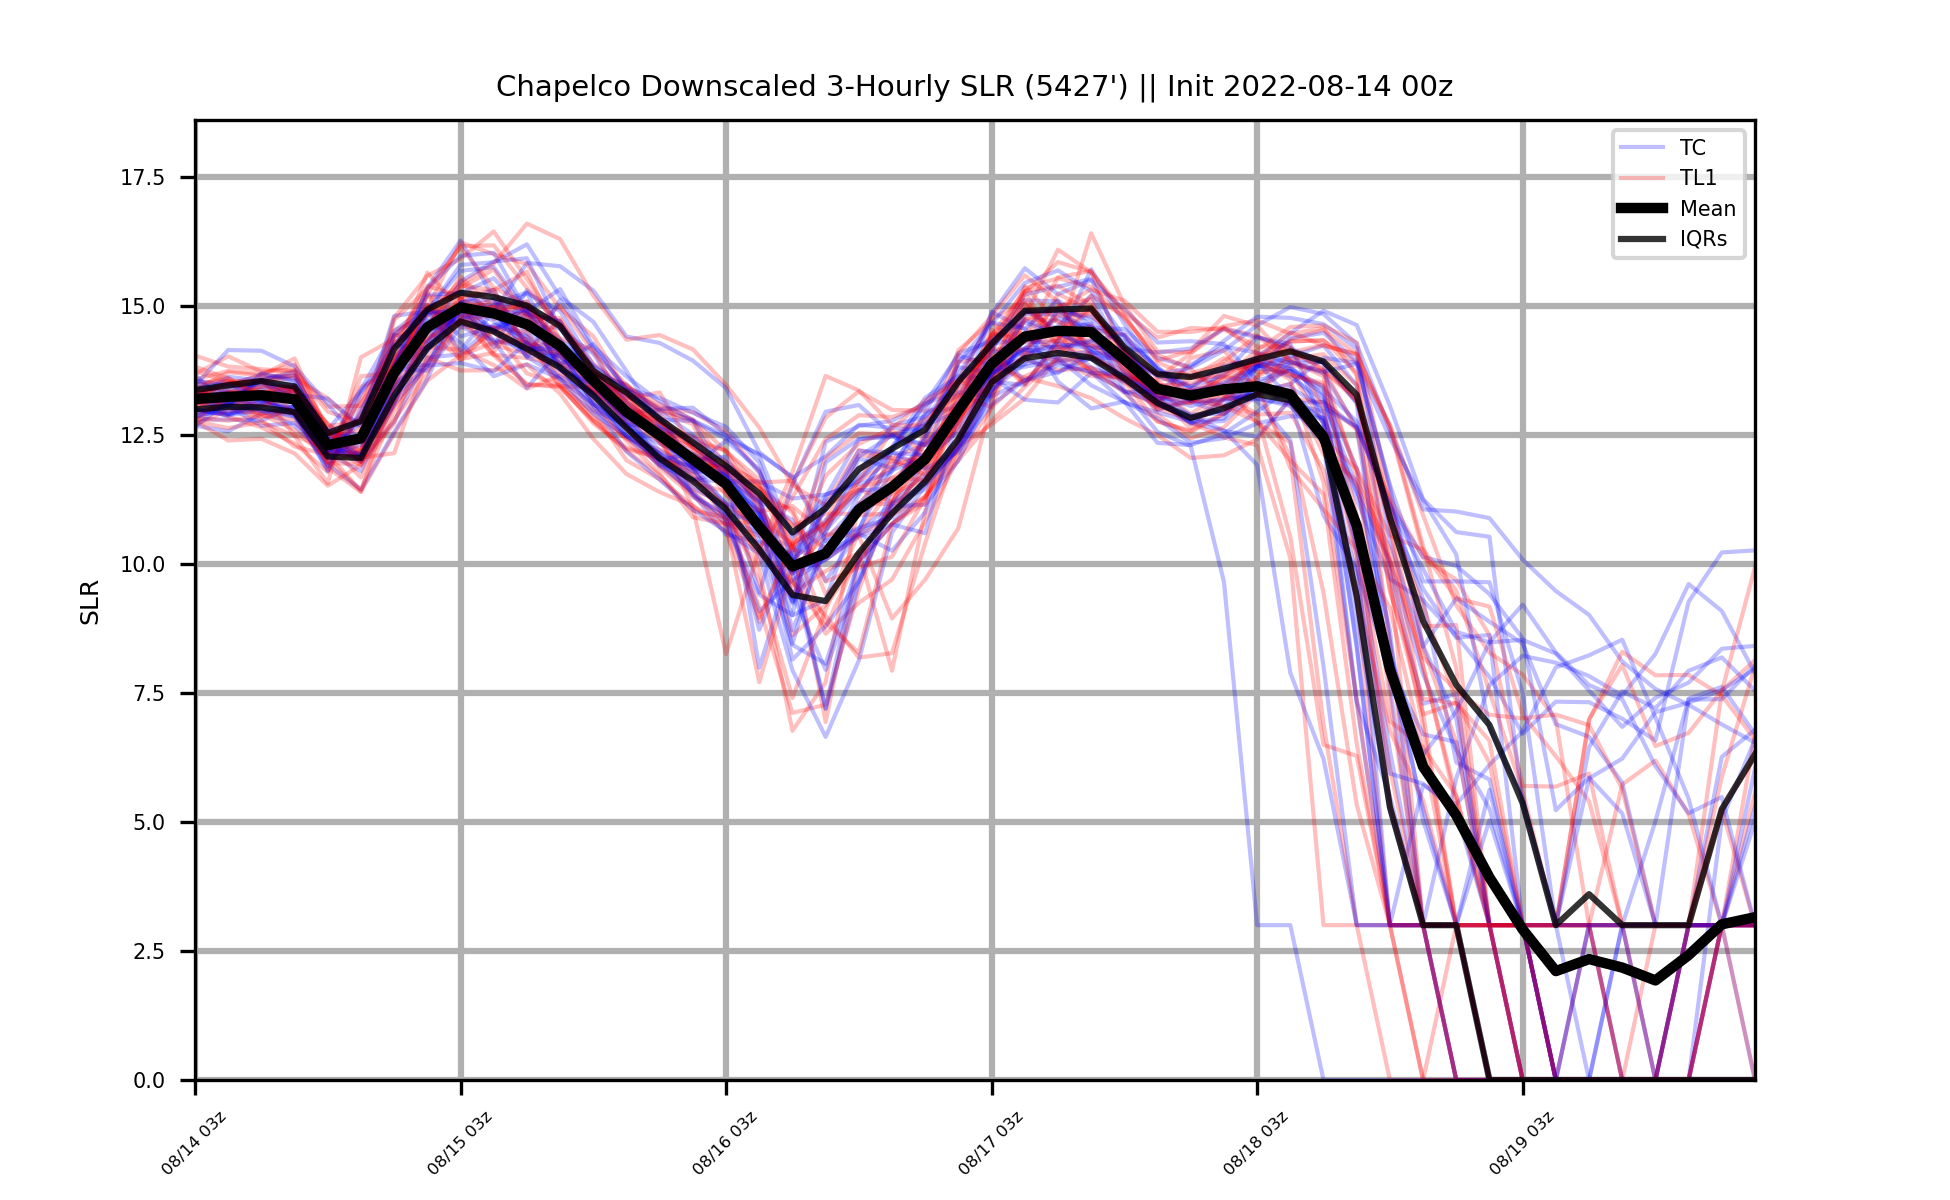 Chapelco Downscaled 3-Hourly SLR (5427') || Init 2022-08-14 00z
TC
TL1
Mean
IQRs
SLR
17.5
15.0
12.5
10.0
7.5
5.0
2.5
0.0
08/14 03z
08/15 03z
08/16 03z
08/17 03z
08/18 03z
08/19 03z